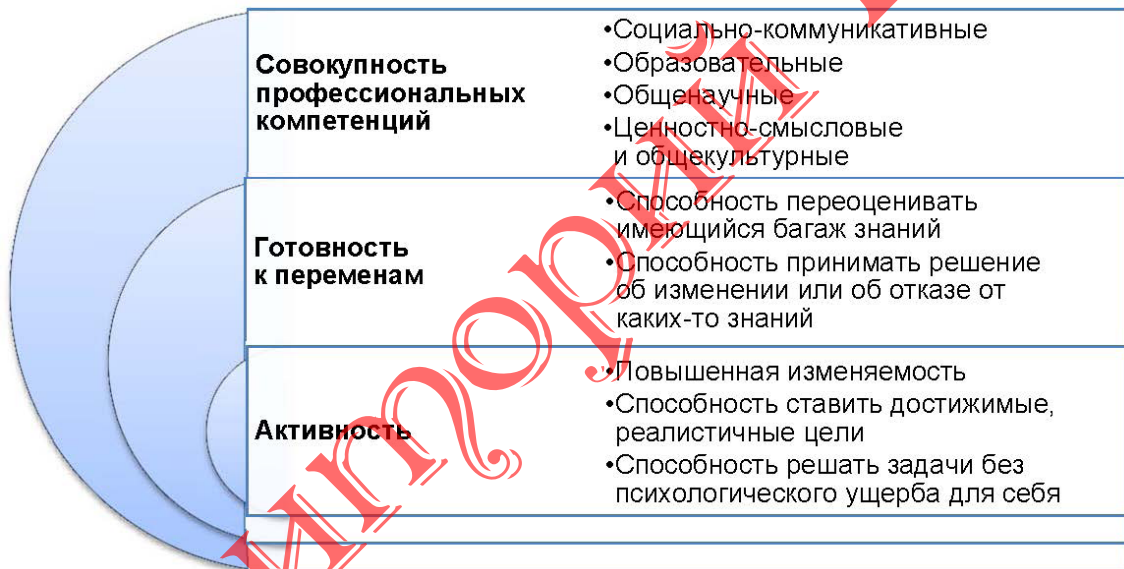 Совокупность
профессиональных
компетенций
•Социально-коммуникативные
•Образовательные
•Общенаучные
•Ценностно-смысловые
и общекультурные
Готовность
к переменам
•Способность переоценивать
имеющийся багаж знаний
•Способность принимать решение
об изменении или об отказе от
каких-то знаний
Активность
•Повышенная изменяемость
•Способность ставить достижимые,
реалистичные цели
•Способность решать задачи без
психологического ущерба для себя